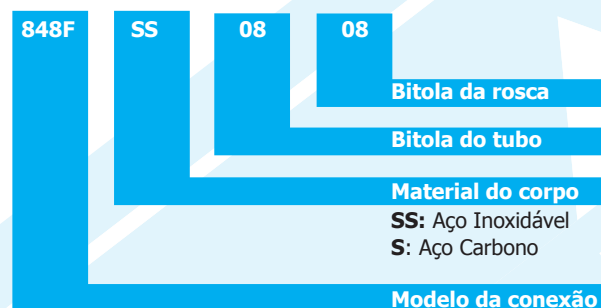 848F SS 08 08
Bitola da rosca
Bitola do tubo
Material do corpo
SS: Aço Inoxidável
S: Aço Carbono
Modelo da conexão